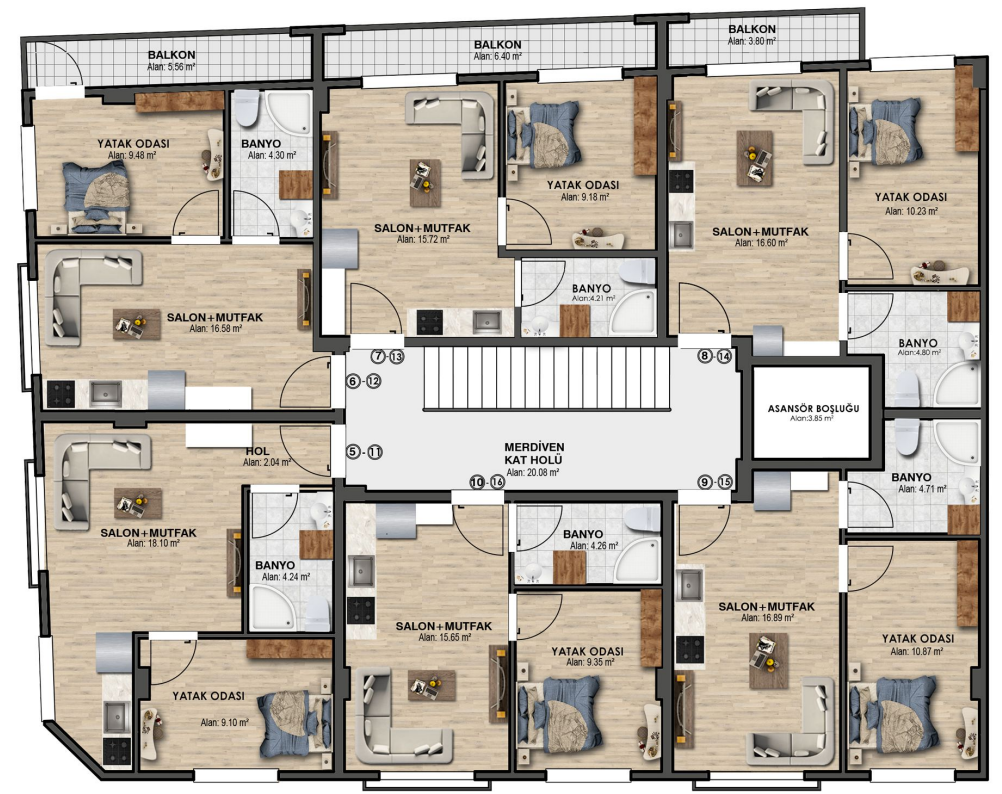 BALKON
Alan: 5.56 m²
BALKON
Alan: 6.40 m²
BALKON
Alan: 3.80 m²
YATAK ODASI
Alan: 9.48 m²
BANYO
Alan: 4.30 m²
SALON+MUTFAK
Alan: 15.72 m²
YATAK ODASI
Alan: 9.18 m²
SALON+MUTFAK
Alan: 16.60 m²
YATAK ODASI
Alan: 10.23 m²
BANYO
Alan:4.21 m²
SALON+MUTFAK
Alan: 16.58 m²
BANYO
Alan:4.80 m²
7-13
8-14
6-12
ASANSÖR BOŞLUĞU
Alan:3.85 m²
5-11
MERDİVEN
KAT HOLÜ
Alan: 20.08 m²
10-16
9-15
HOL
Alan: 2.04 m²
BANYO
Alan: 4.71 m²
SALON+MUTFAK
Alan: 18.10 m²
BANYO
Alan: 4.24 m²
BANYO
Alan: 4.26 m²
SALON+MUTFAK
Alan: 15.65 m²
YATAK ODASI
Alan: 9.35 m²
SALON+MUTFAK
Alan: 16.89 m²
YATAK ODASI
Alan: 10.87 m²
YATAK ODASI
Alan: 9.10 m²